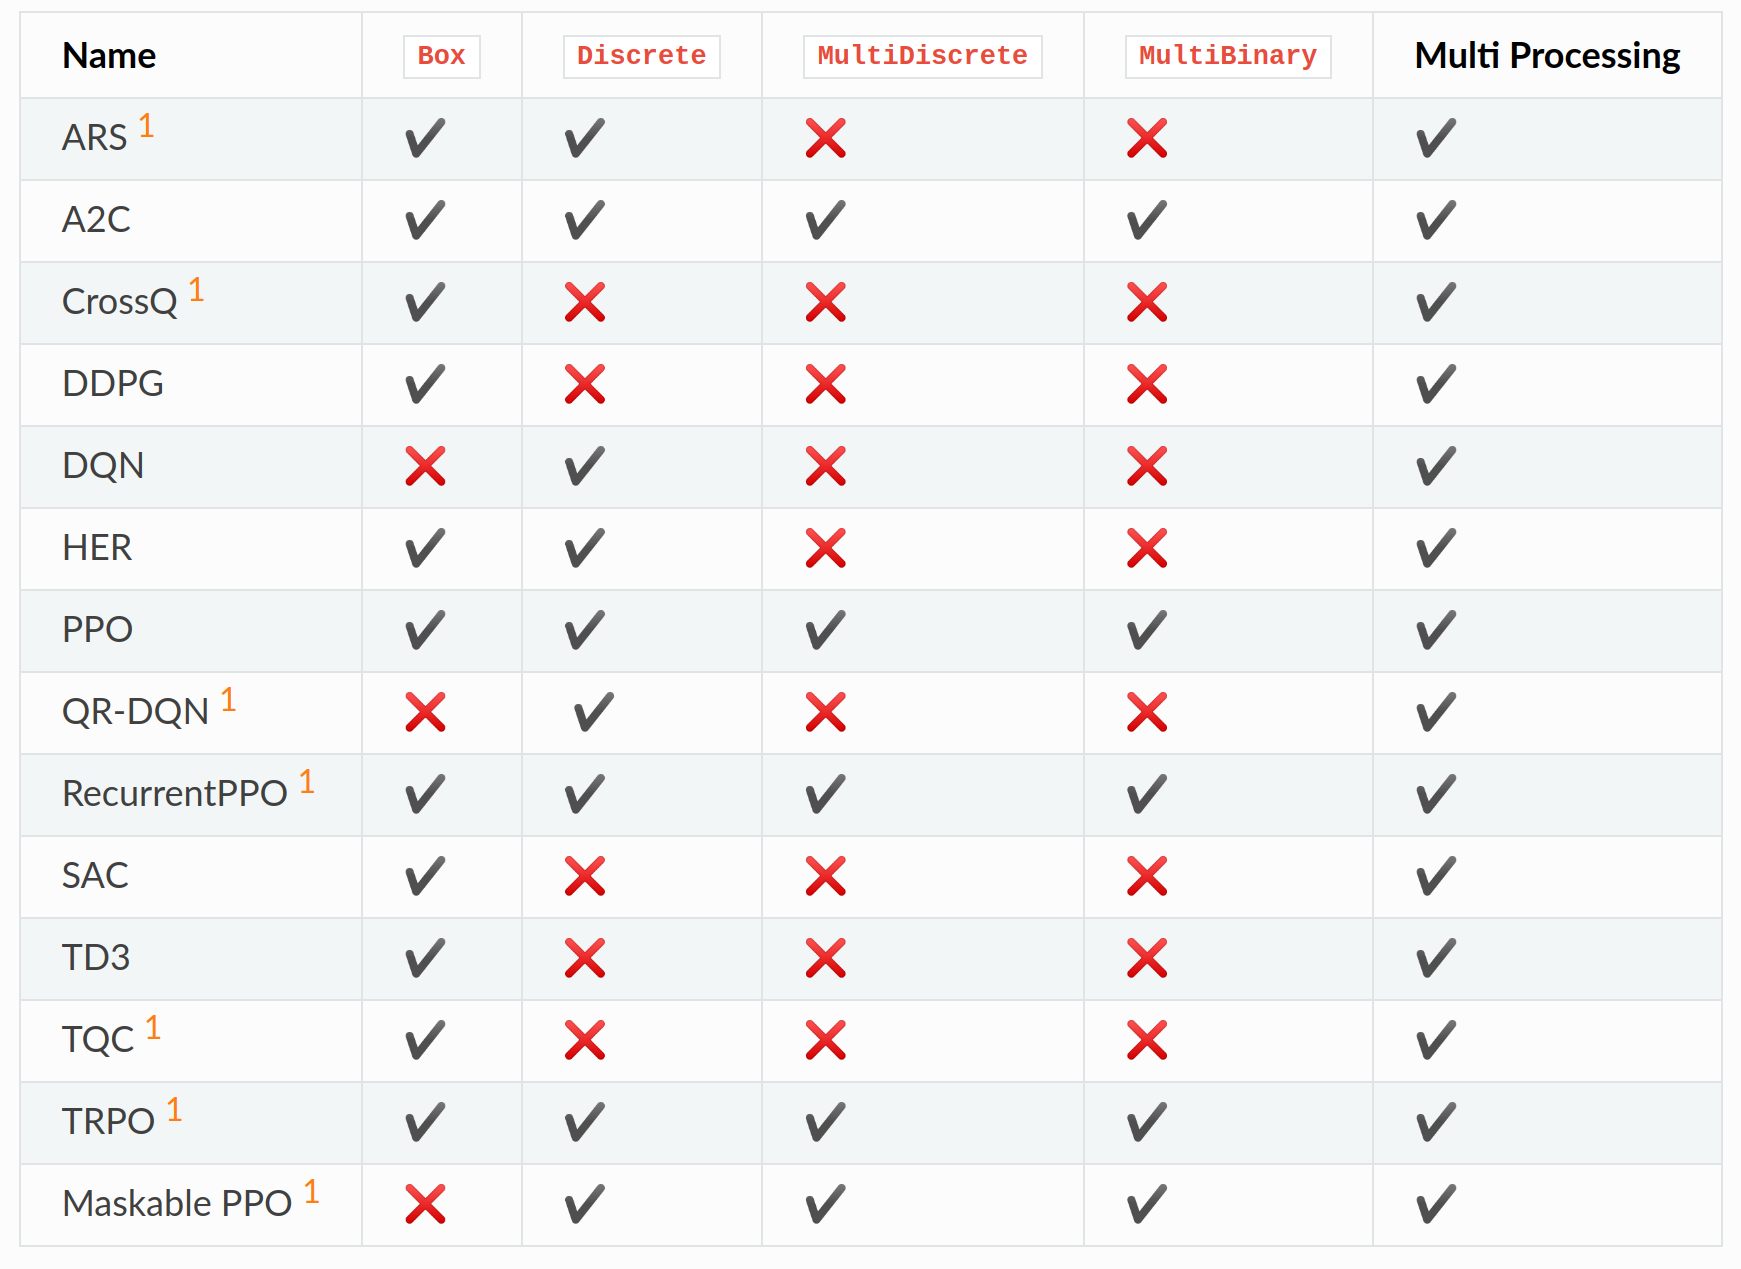 Name Box Discrete MultiDiscrete MultiBinary Multi Processing
ARS 1 ✔️ ✔️ ❌ ❌ ✔️
A2C ✔️ ✔️ ✔️ ✔️ ✔️
CrossQ 1 ✔️ ❌ ❌ ❌ ✔️
DDPG ✔️ ❌ ❌ ❌ ✔️
DQN ❌ ✔️ ❌ ❌ ✔️
HER ✔️ ✔️ ❌ ❌ ✔️
PPO ✔️ ✔️ ✔️ ✔️ ✔️
QR-DQN 1 ❌ ✔️ ❌ ❌ ✔️
RecurrentPPO 1 ✔️ ✔️ ✔️ ✔️ ✔️
SAC ✔️ ❌ ❌ ❌ ✔️
TD3 ✔️ ❌ ❌ ❌ ✔️
TQC 1 ✔️ ❌ ❌ ❌ ✔️
TRPO 1 ✔️ ✔️ ✔️ ✔️ ✔️
Maskable PPO 1 ❌ ✔️ ✔️ ✔️ ✔️